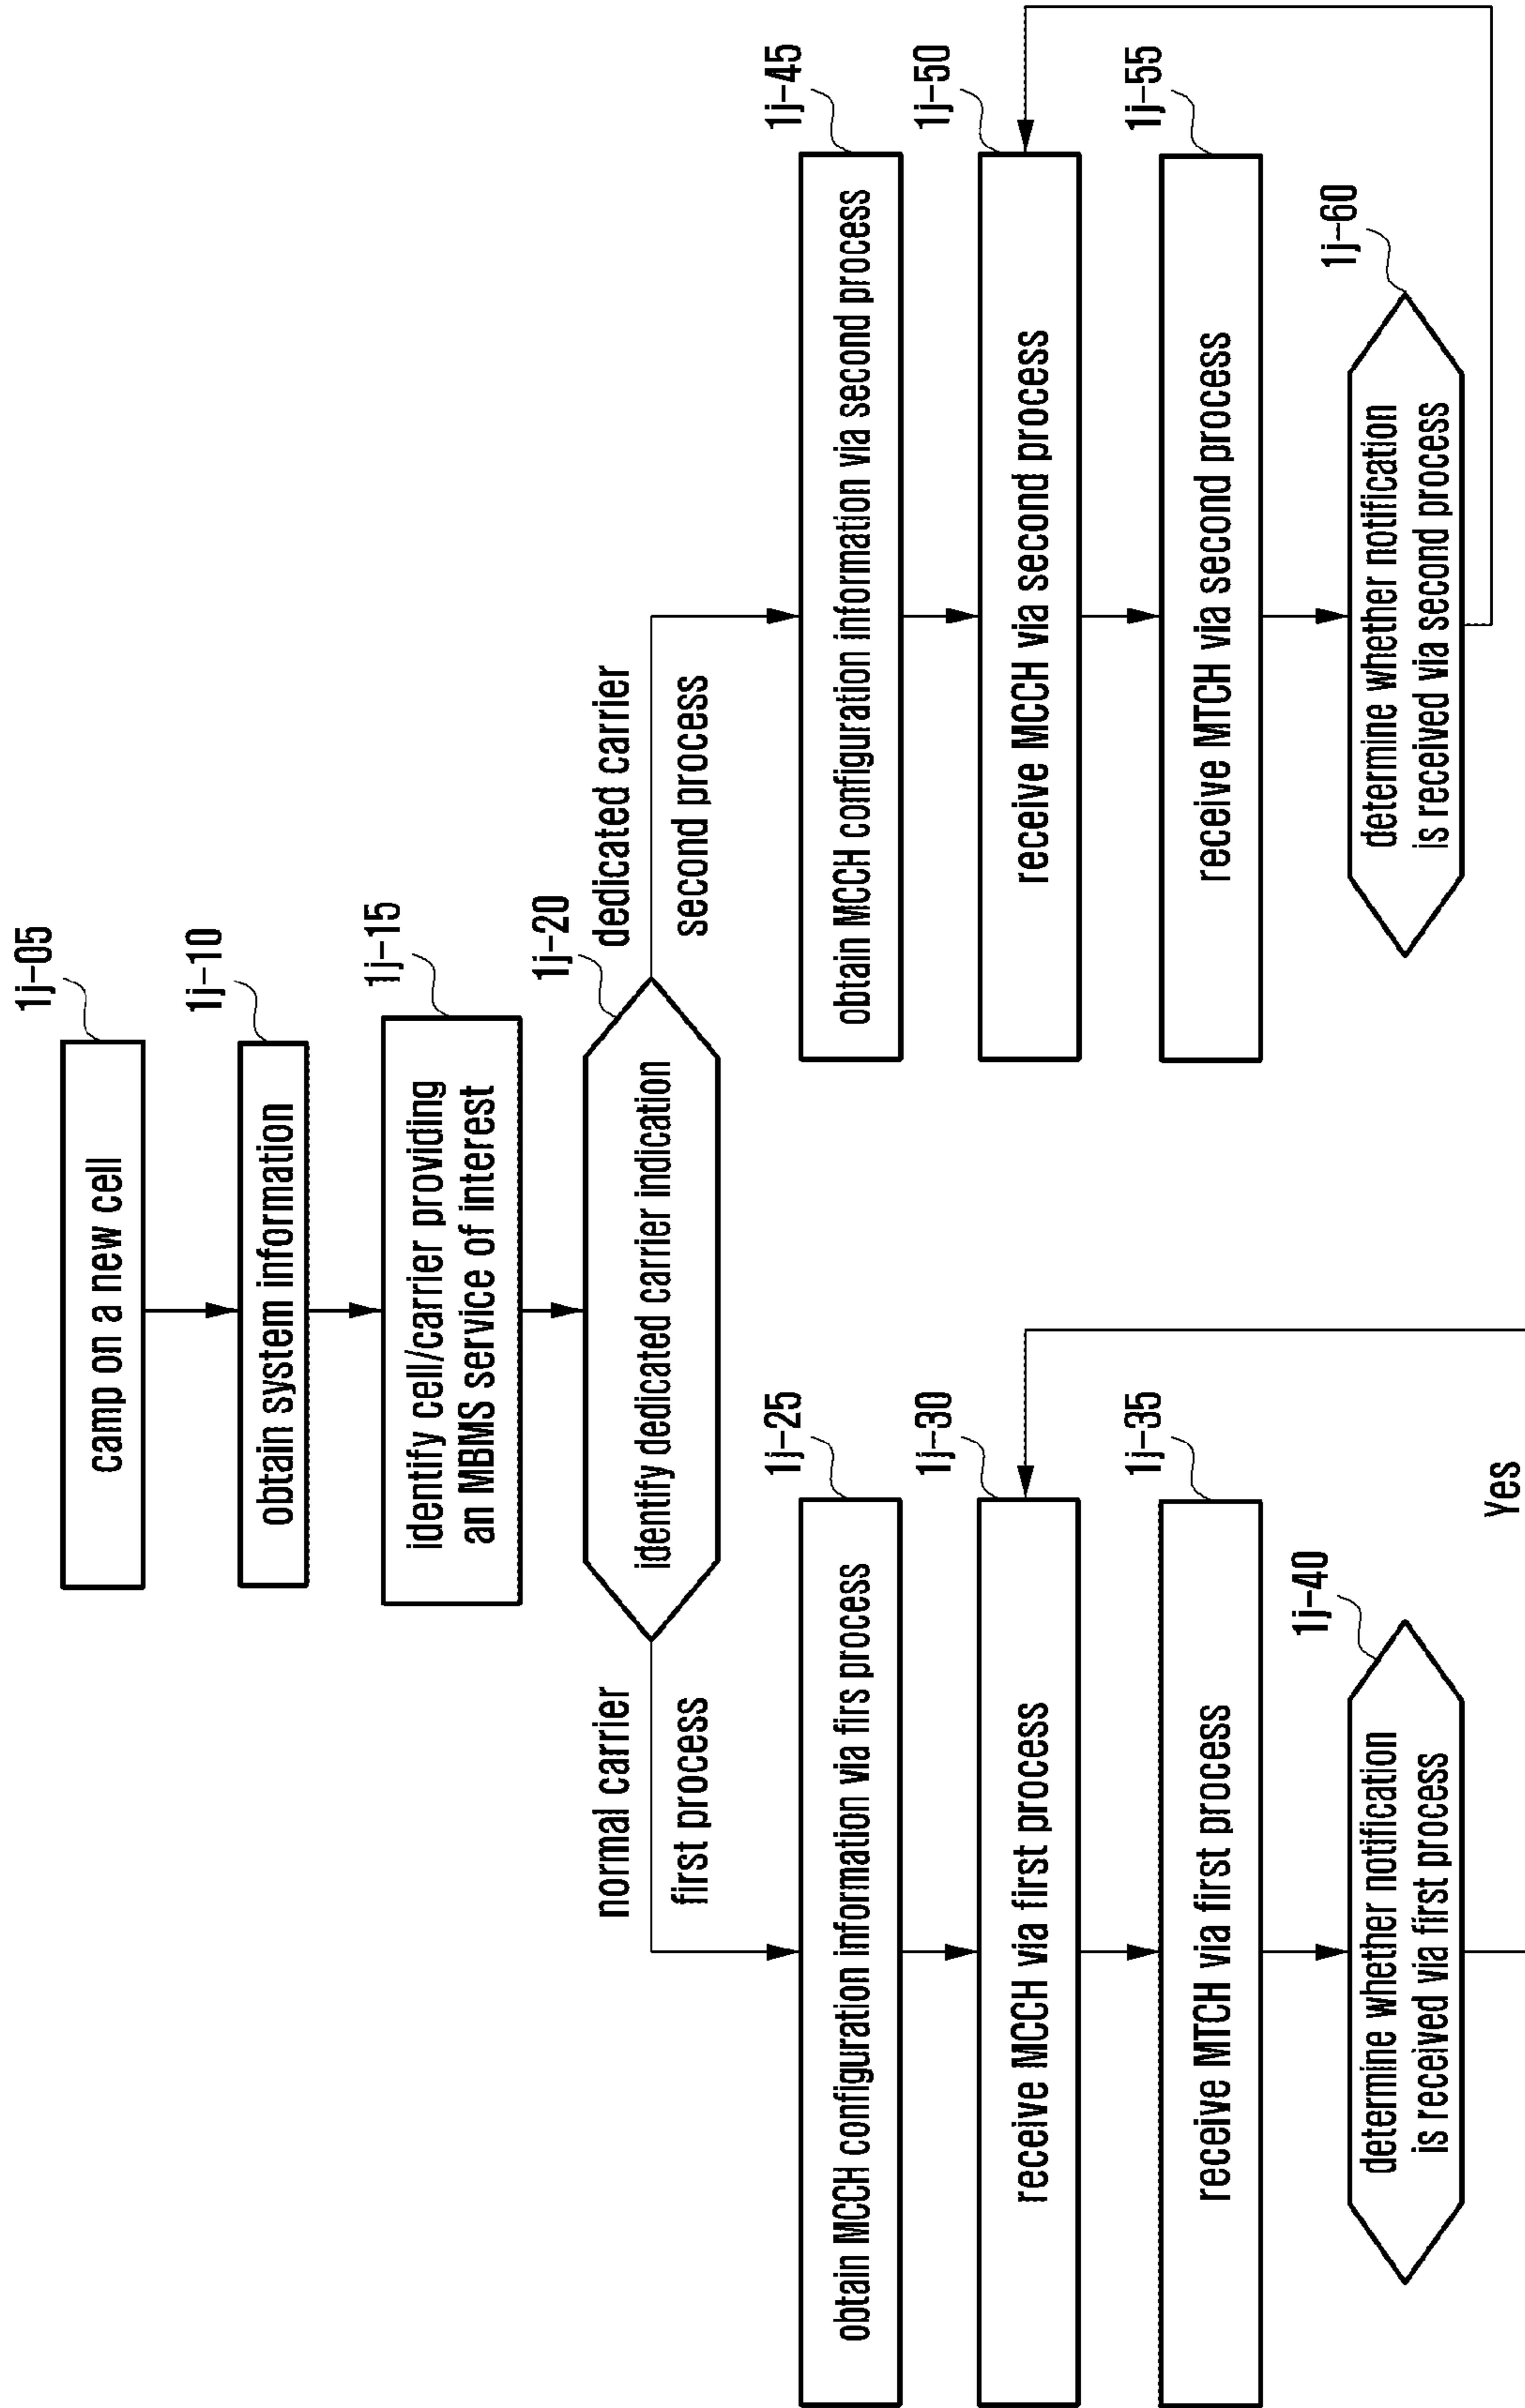 1j-05
camp on a new cell
1j-10
obtain system information
1j-15
identify cell/carrier providing
an MBMS service of interest
1j-20
identify dedicated carrier indication
normal carrier
first process
dedicated carrier
second process
1j-25
obtain MCCH configuration information via firs process
1j-30
receive MCCH via first process
1j-35
receive MTCH via first process
1j-40
determine whether notification
is received via first process
Yes
1j-45
obtain MCCH configuration information via second process
1j-50
receive MCCH via second process
1j-55
receive MTCH via second process
1j-60
determine whether notification
is received via second process